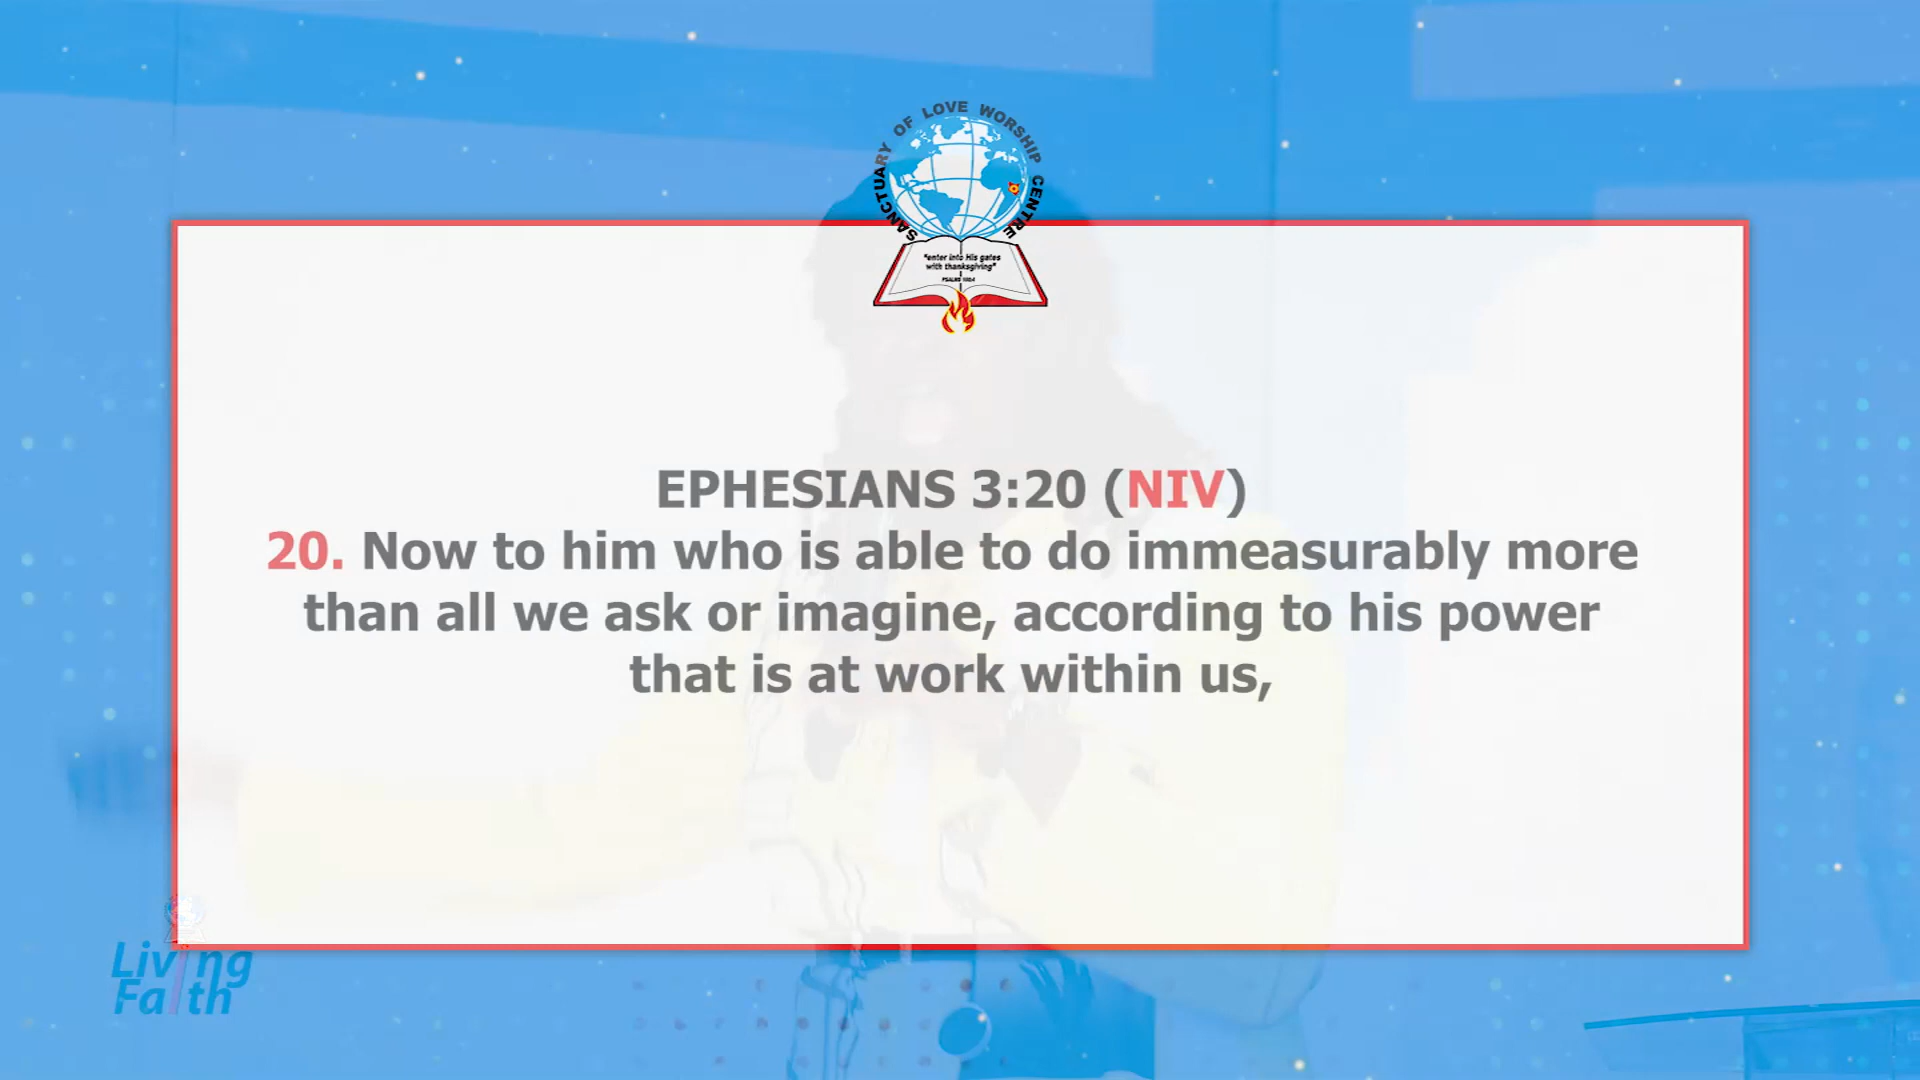 SANCTUARY OF LOVE WORSHIP CENTRE
"enter into His gates
with thanksgiving"
EPHESIANS 3:20 (NIV)
20. Now to him who is able to do immeasurably more
than all we ask or imagine, according to his power
that is at work within us,
Living
Faith